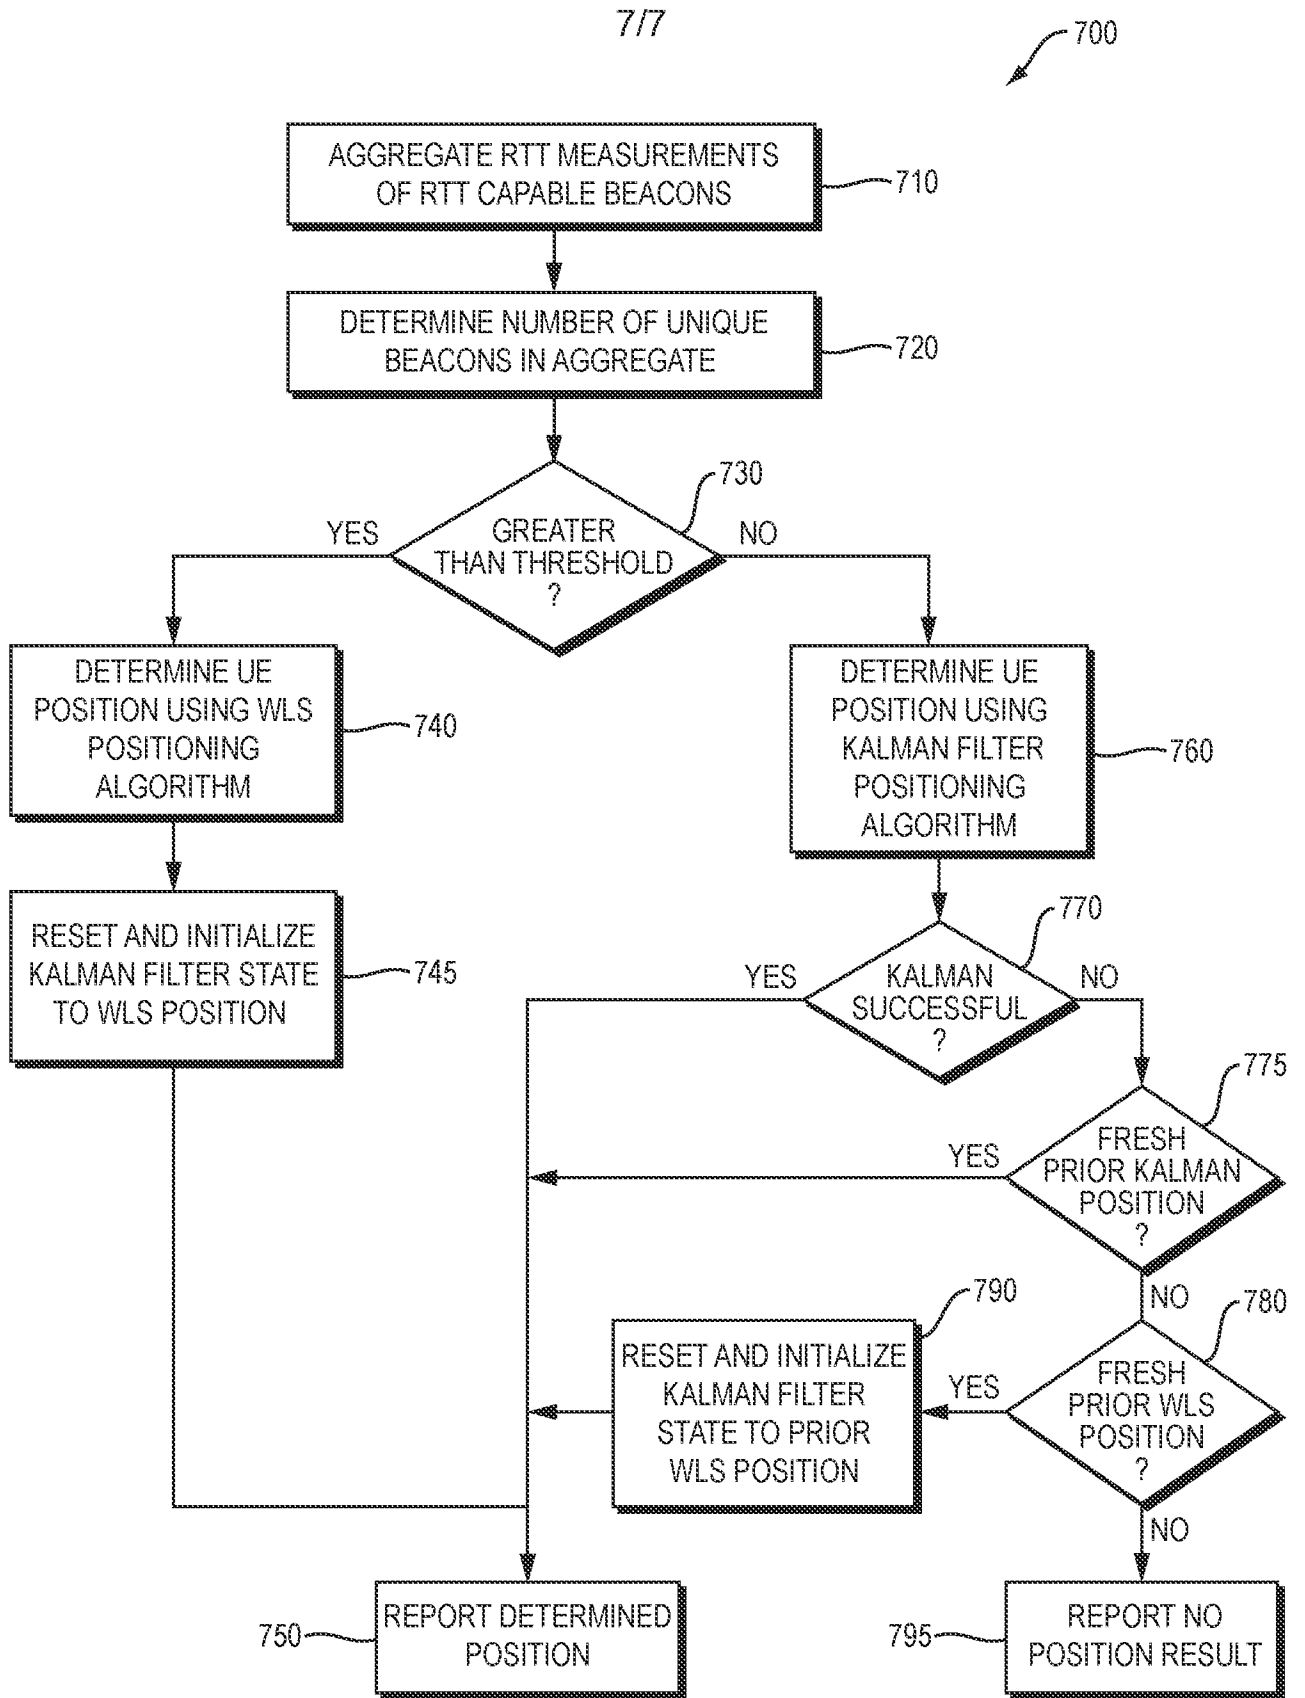 7/7
700
AGGREGATE RTT MEASUREMENTS
OF RTT CAPABLE BEACONS
710
DETERMINE NUMBER OF UNIQUE
BEACONS IN AGGREGATE
720
730
YES
GREATER
THAN THRESHOLD
?
NO
DETERMINE UE
POSITION USING WLS
POSITIONING
ALGORITHM
740
DETERMINE UE
POSITION USING
KALMAN FILTER
POSITIONING
ALGORITHM
760
RESET AND INITIALIZE
KALMAN FILTER STATE
TO WLS POSITION
745
770
YES
KALMAN
SUCCESSFUL
?
NO
775
YES
FRESH
PRIOR KALMAN
POSITION
?
NO
790
780
RESET AND INITIALIZE
KALMAN FILTER
STATE TO PRIOR
WLS POSITION
YES
FRESH
PRIOR WLS
POSITION
?
NO
750
REPORT DETERMINED
POSITION
795
REPORT NO
POSITION RESULT